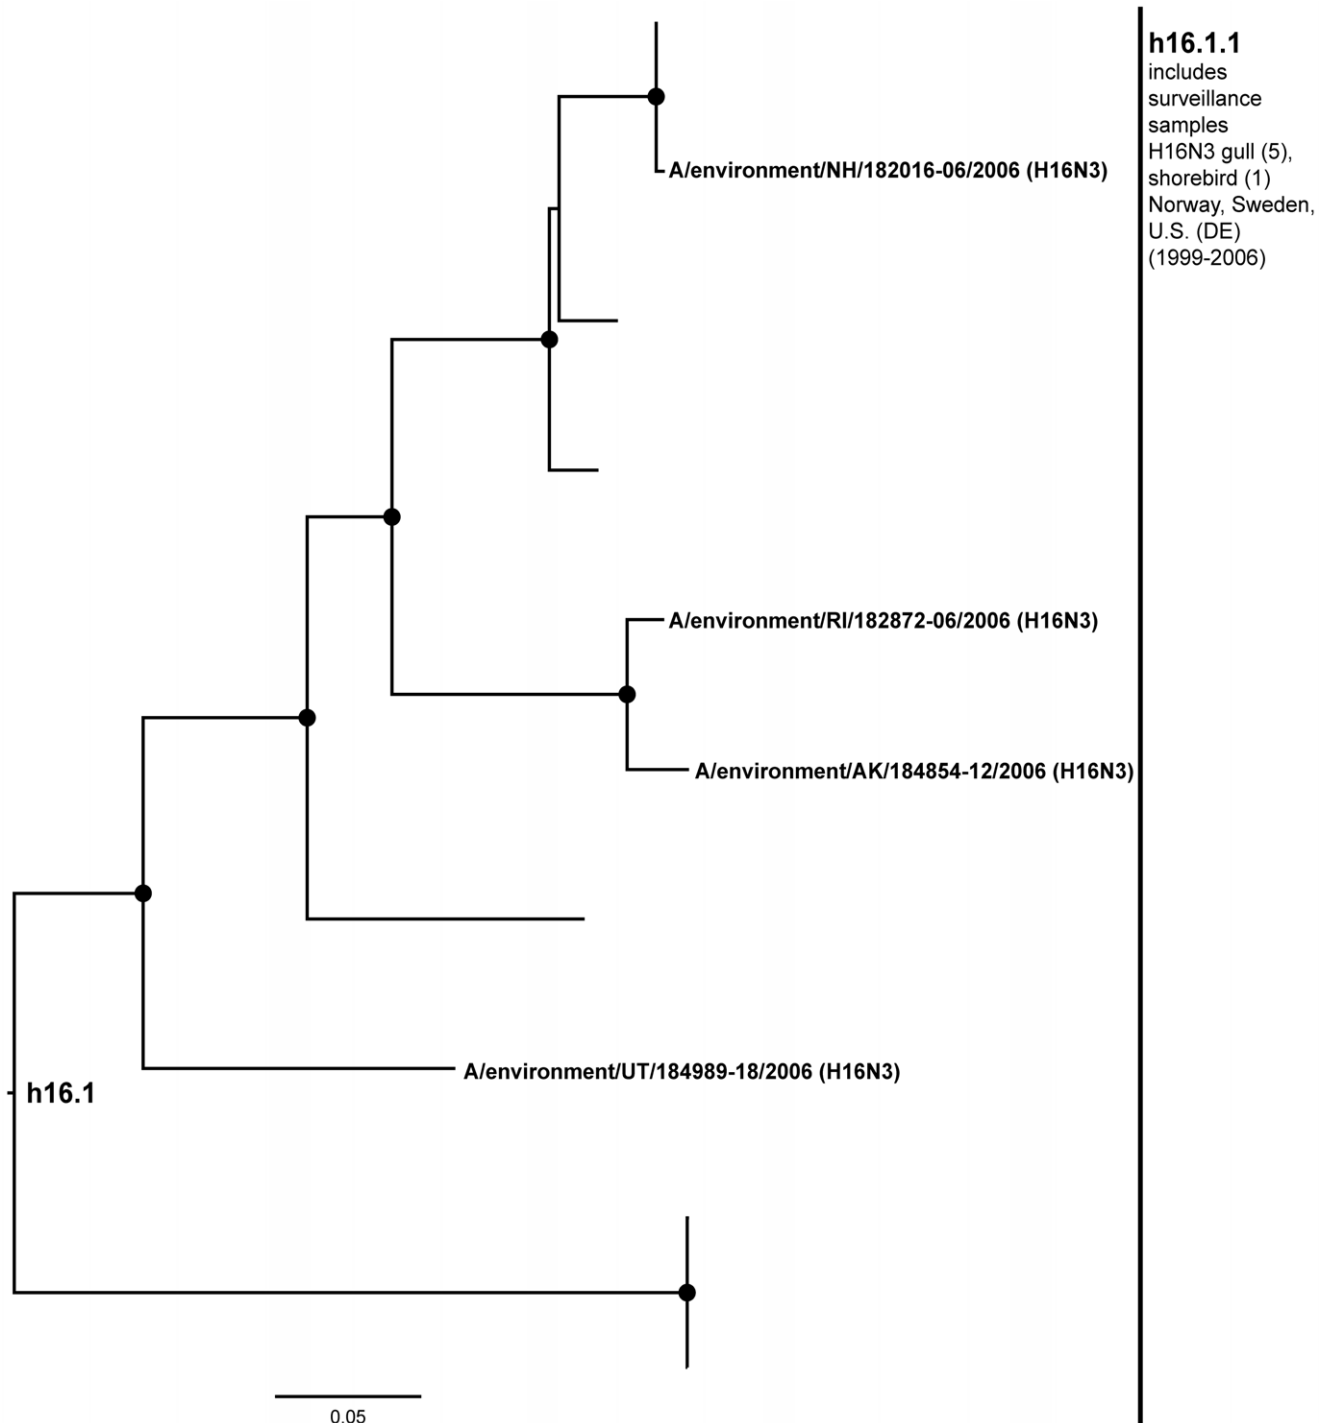 h16.1.1
includes
surveillance
samples
H16N3 gull (5),
shorebird (1)
Norway, Sweden,
U.S. (DE)
(1999-2006)
A/environment/NH/182016-06/2006 (H16N3)
A/environment/RI/182872-06/2006 (H16N3)
A/environment/AK/184854-12/2006 (H16N3)
A/environment/UT/184989-18/2006 (H16N3)
h16.1
0.05